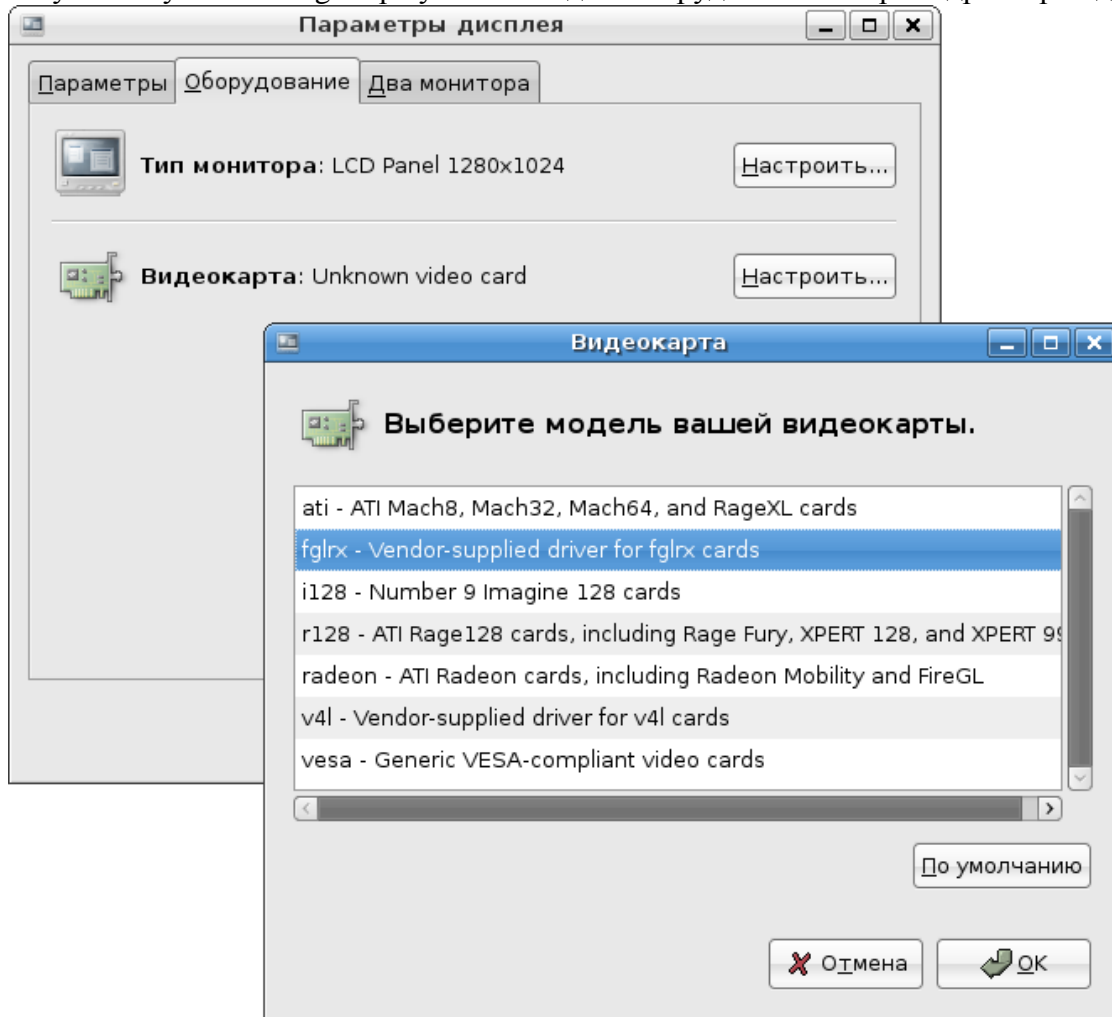 Параметры дисплея
Параметры Оборудование Два монитора
Тип монитора: LCD Panel 1280x1024
Настроить...
Видеокарта: Unknown video card
Настроить...
Видеокарта
Выберите модель вашей видеокарты.
ati - ATI Mach8, Mach32, Mach64, and RageXL cards
fglrx - Vendor-supplied driver for fglrx cards
i128 - Number 9 Imagine 128 cards
r128 - ATI Rage128 cards, including Rage Fury, XPERT 128, and XPERT 99
radeon - ATI Radeon cards, including Radeon Mobility and FireGL
v4l - Vendor-supplied driver for v4l cards
vesa - Generic VESA-compliant video cards
По умолчанию
Отмена
OK